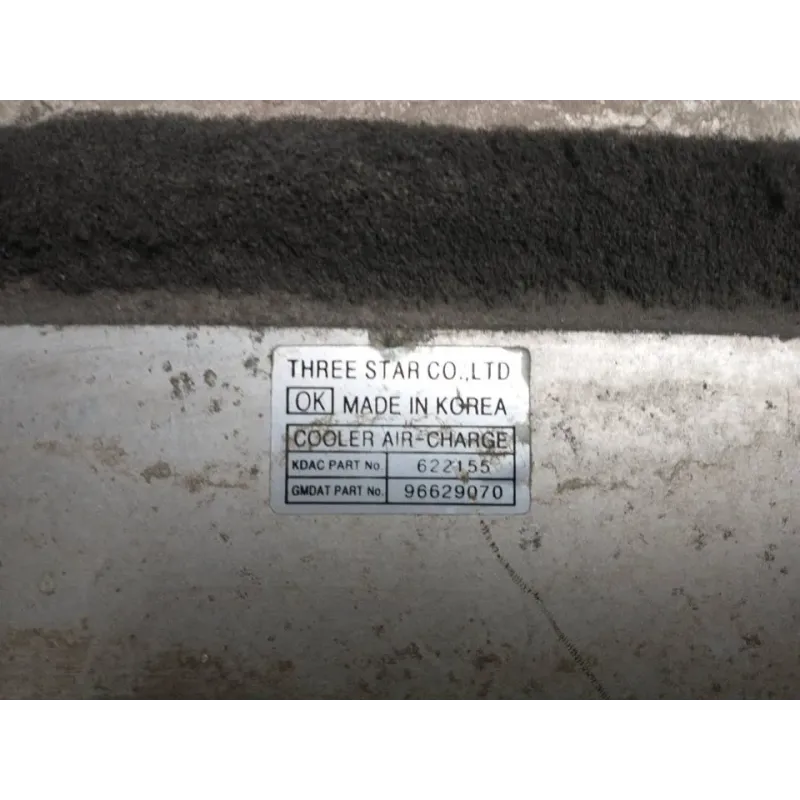 THREE STAR CO.,LTD
OK MADE IN KOREA
COOLER AIR-CHARGE
KDAC PART No. 622155
GMDAT PART No. 96629070